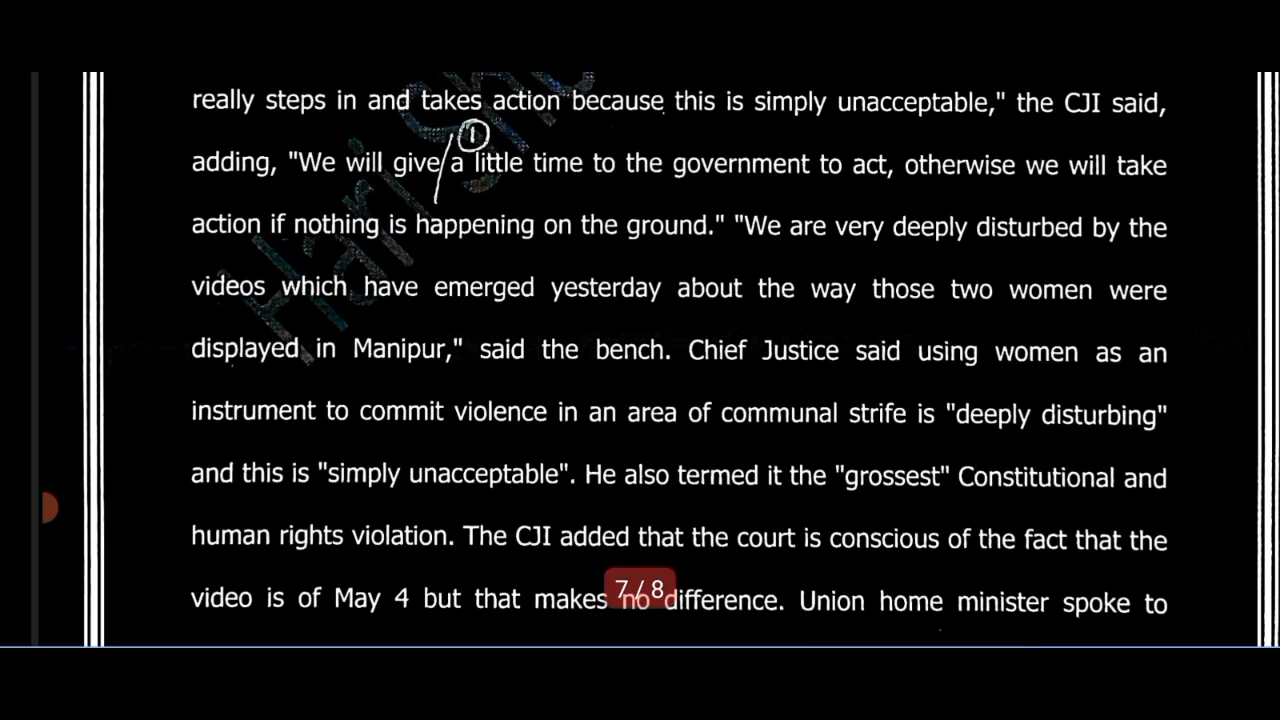 really steps in and takes action because this is simply unacceptable," the CJI said,
1
adding, "We will give/a little time to the government to act, otherwise we will take
action if nothing is happening on the ground." "We are very deeply disturbed by the
videos which have emerged yesterday about the way those two women were
displayed in Manipur," said the bench. Chief Justice said using women as an
instrument to commit violence in an area of communal strife is "deeply disturbing"
and this is "simply unacceptable". He also termed it the "grossest" Constitutional and
human rights violation. The CJI added that the court is conscious of the fact that the
video is of May 4 but that makes no difference. Union home minister spoke to
7/8